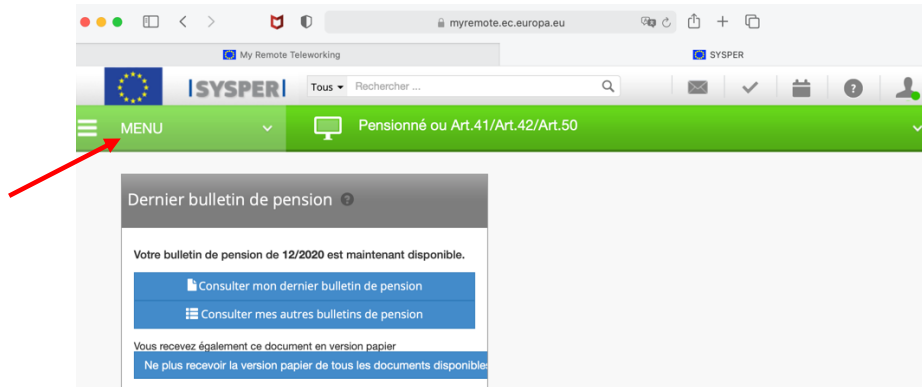 myremote.ec.europa.eu
My Remote Teleworking
SYSPER
SYSPER
Tous
Rechercher ...
MENU
Pensionné ou Art.41/Art.42/Art.50
Dernier bulletin de pension ?
Votre bulletin de pension de 12/2020 est maintenant disponible.
Consulter mon dernier bulletin de pension
Consulter mes autres bulletins de pension
Vous recevez également ce document en version papier
Ne plus recevoir la version papier de tous les documents disponible